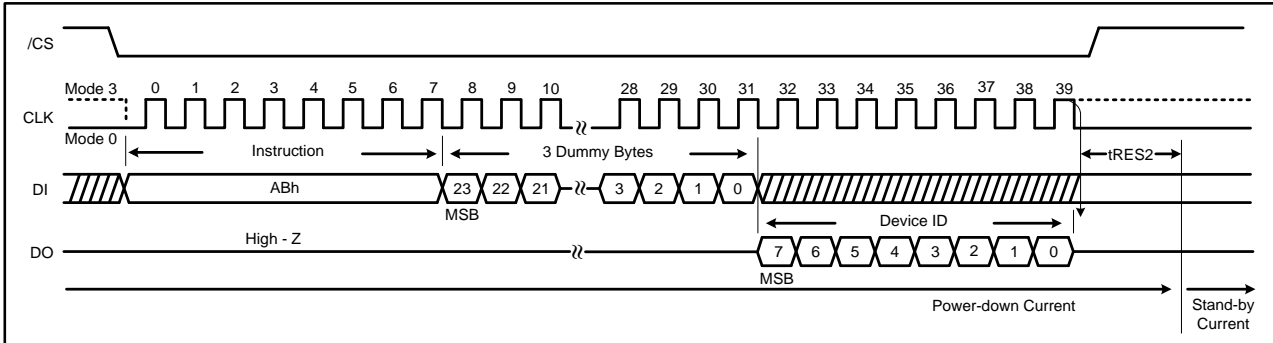 /CS
Mode 3 0 1 2 3 4 5 6 7 8 9 10 28 29 30 31 32 33 34 35 36 37 38 39
CLK
Mode 0
Instruction 3 Dummy Bytes tRES2
DI ABh 23 22 21 3 2 1 0
MSB Device ID
DO High - Z 7 6 5 4 3 2 1 0
MSB
Power-down Current Stand-by
Current